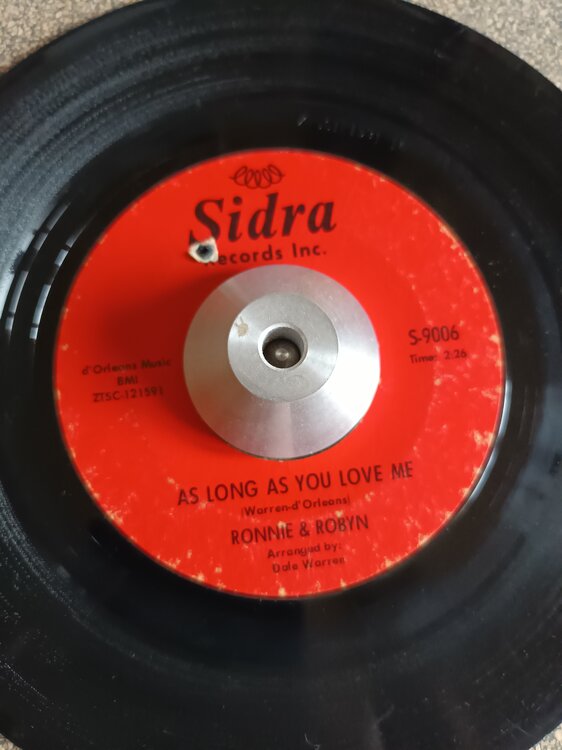 Sidra
Records Inc.
S-9006
Time: 2:26
d'Orleans Music
BMI
ZTSC-121591
AS LONG AS YOU LOVE ME
(Warren-d'Orleans)
RONNIE & ROBYN
Arranged by:
Dale Warren